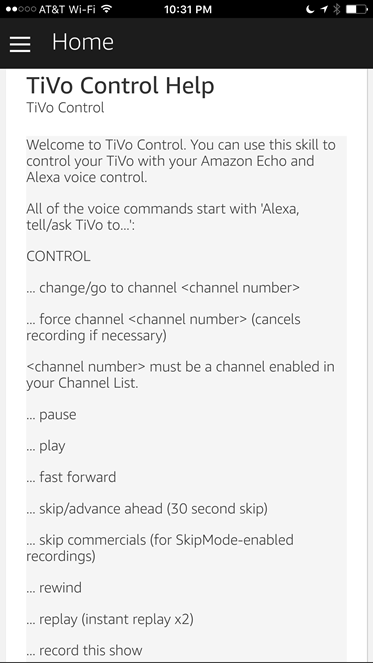 AT&T Wi-Fi 10:31 PM
Home
TiVo Control Help
TiVo Control
Welcome to TiVo Control. You can use this skill to
control your TiVo with your Amazon Echo and
Alexa voice control.
All of the voice commands start with 'Alexa,
tell/ask TiVo to...':
CONTROL
... change/go to channel <channel number>
... force channel <channel number> (cancels
recording if necessary)
<channel number> must be a channel enabled in
your Channel List.
... pause
... play
... fast forward
... skip/advance ahead (30 second skip)
... skip commercials (for SkipMode-enabled
recordings)
... rewind
... replay (instant replay x2)
... record this show